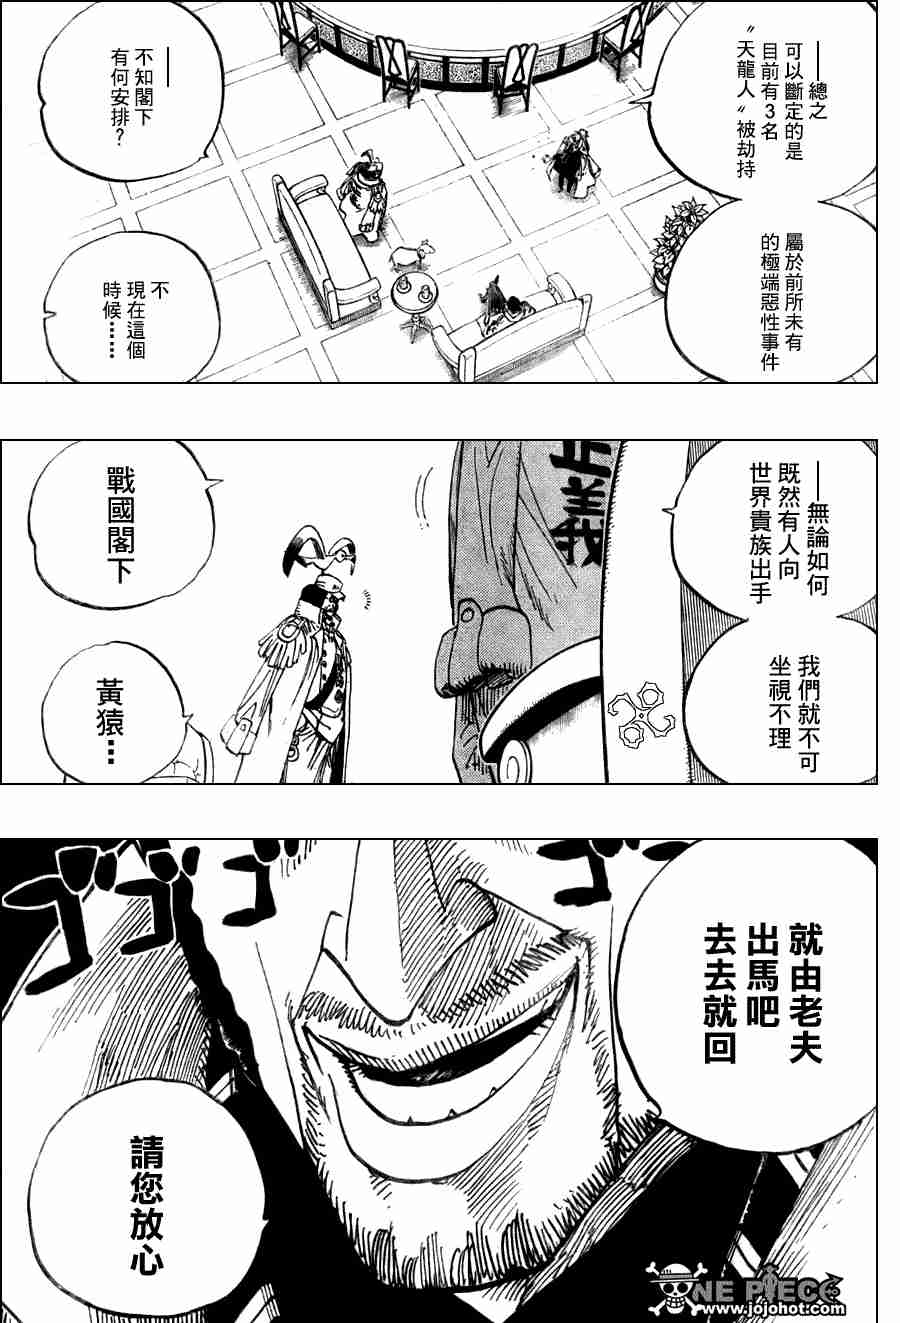 ——總之
可以斷定的是
目前有3名
〝天龍人〞被劫持
屬於前所未有
的極端惡性事件
——
不知閣下
有何安排？
不
現在這個
時候……
——無論如何
既然有人向
世界貴族出手
我們就不可
坐視不理
正義
戰國閣下
黃猿…
就由老夫
出馬吧
去去就回
ゴゴゴゴ
請您放心
ONE PIECE
www.jojohot.com